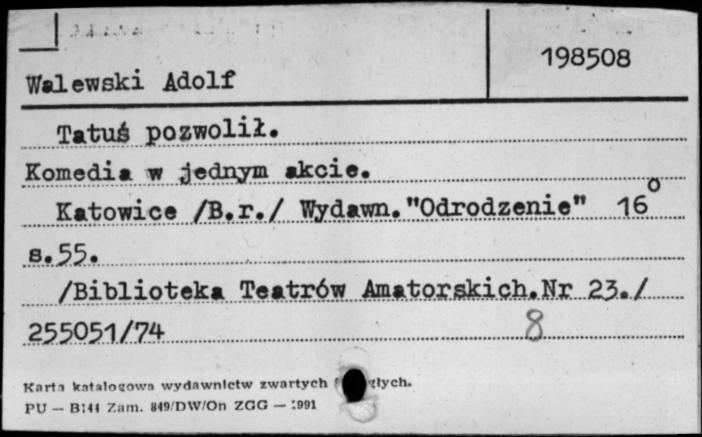 198508
Walewski Adolf
Tatuś pozwolił.
Komedia w jednym akcie.
Katowice /B.r./ Wydawn."Odrodzenie" 16°
s.55.
/Biblioteka Teatrów Amatorskich.Nr 23./
255051/74
8
Karta katalogowa wydawnictw zwartych
PU — B144 Zam. 849/DW/On ZGG — 1991